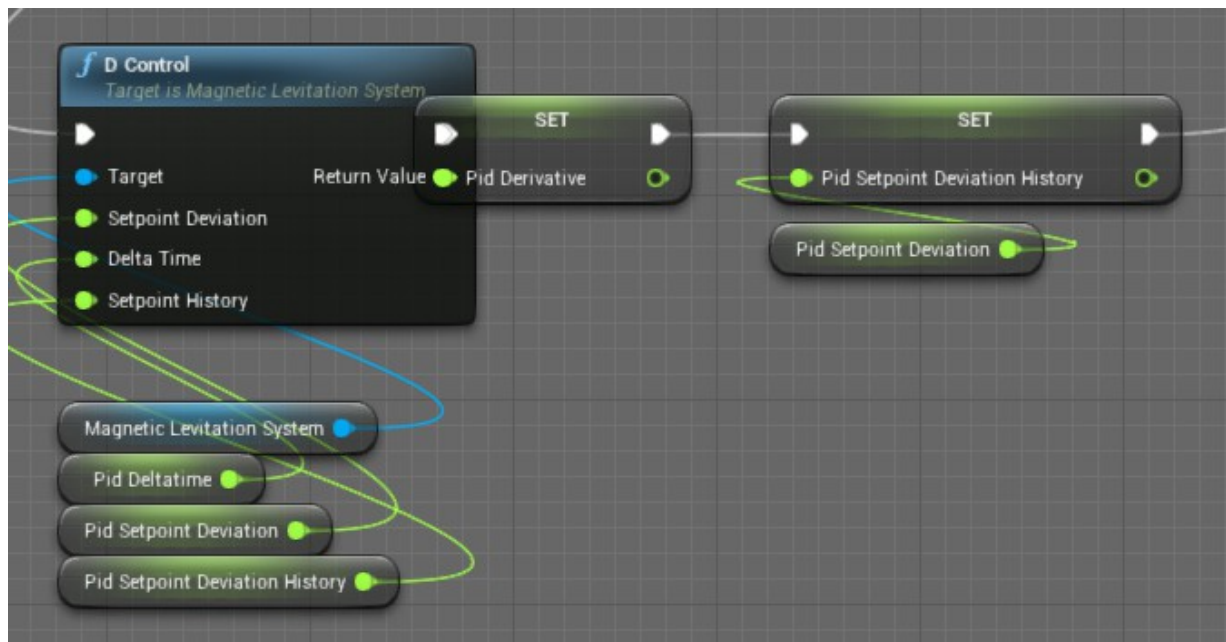 D Control
Target is Magnetic Levitation System
Target
Return Value
Setpoint Deviation
Delta Time
Setpoint History
SET
Pid Derivative
SET
Pid Setpoint Deviation History
Pid Setpoint Deviation
Magnetic Levitation System
Pid Deltatime
Pid Setpoint Deviation
Pid Setpoint Deviation History